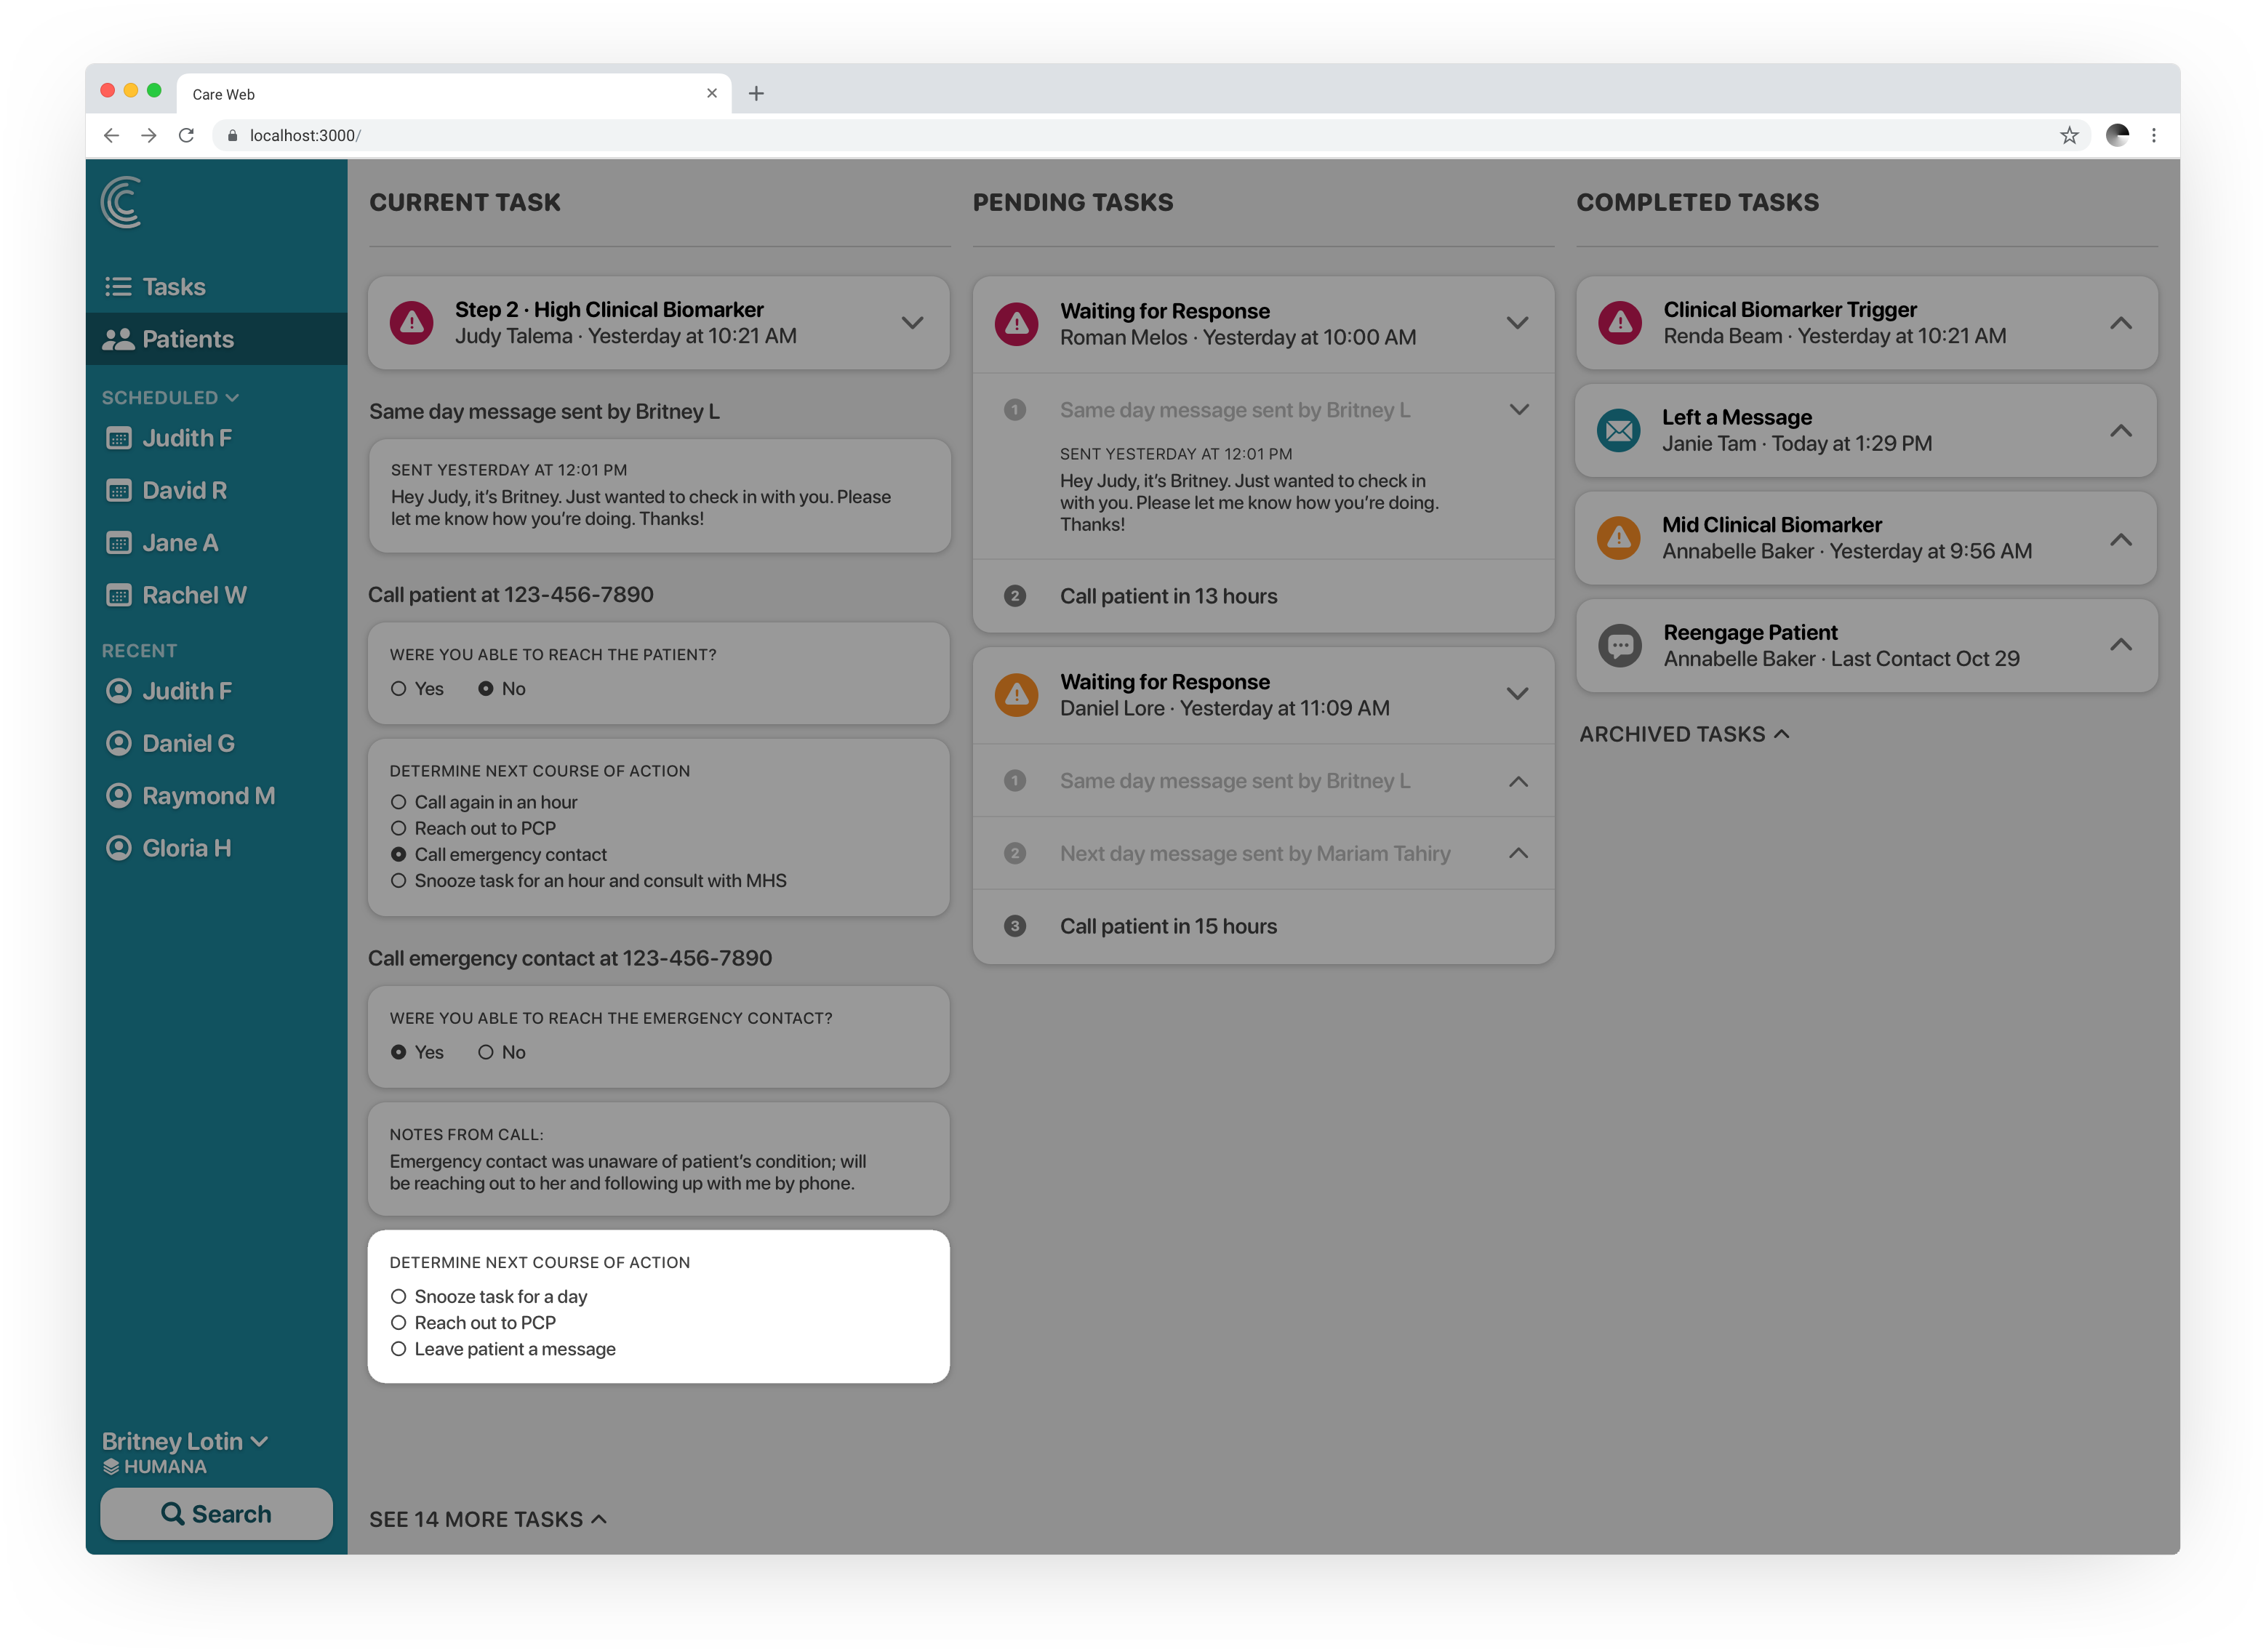 Care Web
localhost:3000/
Tasks
Patients
SCHEDULED
Judith F
David R
Jane A
Rachel W
RECENT
Judith F
Daniel G
Raymond M
Gloria H
Britney Lotin
HUMANA
Search
CURRENT TASK
Step 2 · High Clinical Biomarker
Judy Talema · Yesterday at 10:21 AM
Same day message sent by Britney L
SENT YESTERDAY AT 12:01 PM
Hey Judy, it’s Britney. Just wanted to check in with you. Please
let me know how you’re doing. Thanks!
Call patient at 123-456-7890
WERE YOU ABLE TO REACH THE PATIENT?
Yes No
DETERMINE NEXT COURSE OF ACTION
Call again in an hour
Reach out to PCP
Call emergency contact
Snooze task for an hour and consult with MHS
Call emergency contact at 123-456-7890
WERE YOU ABLE TO REACH THE EMERGENCY CONTACT?
Yes No
NOTES FROM CALL:
Emergency contact was unaware of patient’s condition; will
be reaching out to her and following up with me by phone.
DETERMINE NEXT COURSE OF ACTION
Snooze task for a day
Reach out to PCP
Leave patient a message
SEE 14 MORE TASKS
PENDING TASKS
Waiting for Response
Roman Melos · Yesterday at 10:00 AM
1 Same day message sent by Britney L
SENT YESTERDAY AT 12:01 PM
Hey Judy, it’s Britney. Just wanted to check in
with you. Please let me know how you’re doing.
Thanks!
2 Call patient in 13 hours
Waiting for Response
Daniel Lore · Yesterday at 11:09 AM
1 Same day message sent by Britney L
2 Next day message sent by Mariam Tahiry
3 Call patient in 15 hours
COMPLETED TASKS
Clinical Biomarker Trigger
Renda Beam · Yesterday at 10:21 AM
Left a Message
Janie Tam · Today at 1:29 PM
Mid Clinical Biomarker
Annabelle Baker · Yesterday at 9:56 AM
Reengage Patient
Annabelle Baker · Last Contact Oct 29
ARCHIVED TASKS